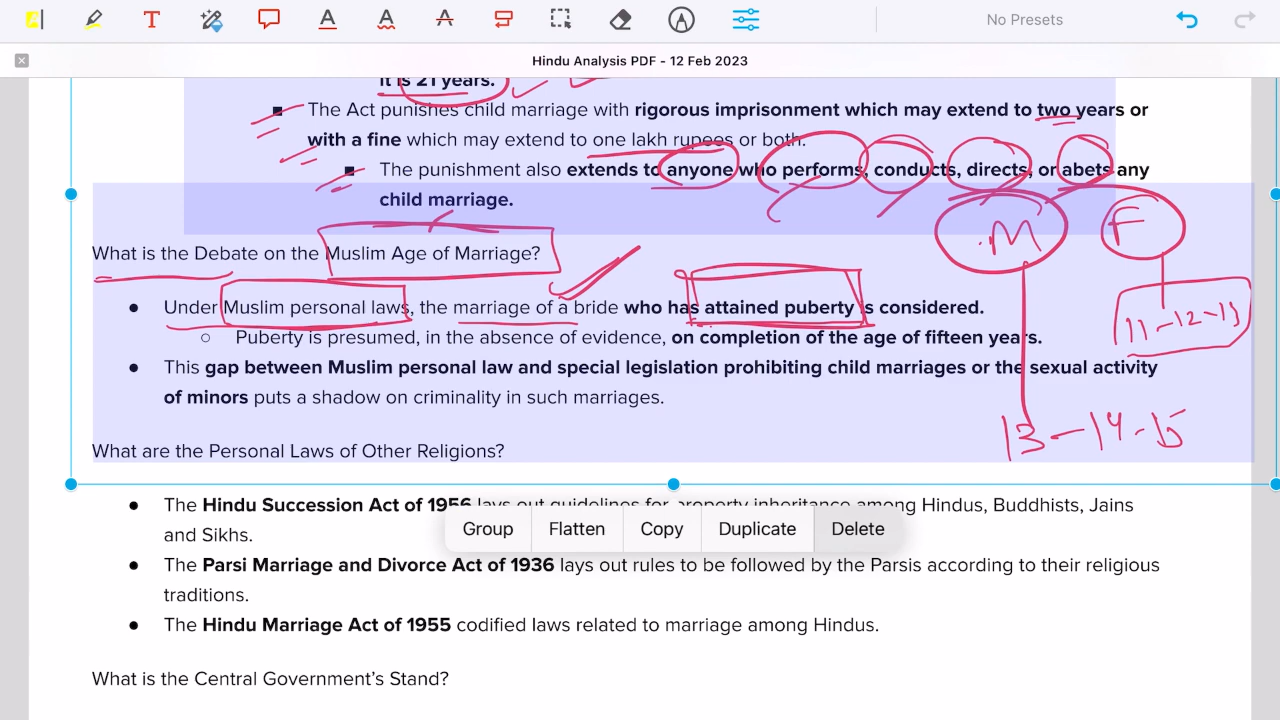 T A A A No Presets
Hindu Analysis PDF - 12 Feb 2023
it is 21 years.
The Act punishes child marriage with rigorous imprisonment which may extend to two years or
with a fine which may extend to one lakh rupees or both.
The punishment also extends to anyone who performs, conducts, directs, or abets any
child marriage.
M F
What is the Debate on the Muslim Age of Marriage?
Under Muslim personal laws, the marriage of a bride who has attained puberty is considered.
11-12-13
Puberty is presumed, in the absence of evidence, on completion of the age of fifteen years.
This gap between Muslim personal law and special legislation prohibiting child marriages or the sexual activity
of minors puts a shadow on criminality in such marriages.
13-14-15
What are the Personal Laws of Other Religions?
The Hindu Succession Act of 1956 lays out guidelines for property inheritance among Hindus, Buddhists, Jains
Group Flatten Copy Duplicate Delete
and Sikhs.
The Parsi Marriage and Divorce Act of 1936 lays out rules to be followed by the Parsis according to their religious
traditions.
The Hindu Marriage Act of 1955 codified laws related to marriage among Hindus.
What is the Central Government's Stand?